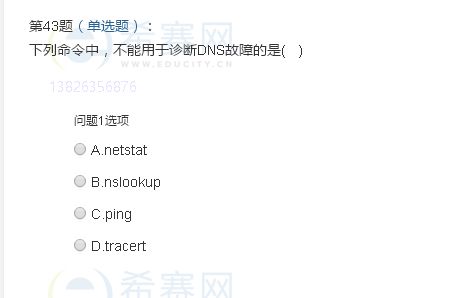 第43题（单选题）：
下列命令中，不能用于诊断DNS故障的是(   )
希赛网
WWW.EDUCITY.CN
13826356876
问题1选项
A.netstat
B.nslookup
C.ping
D.tracert
希赛网